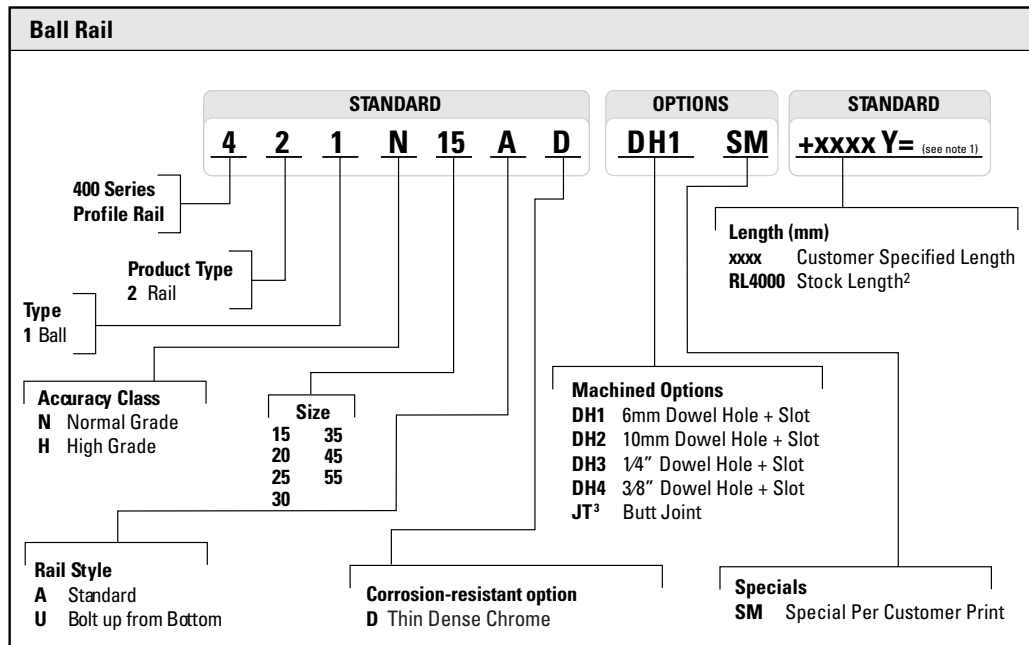 Ball Rail
STANDARD
OPTIONS
STANDARD
4 2 1 N 15 A D
DH1 SM
+xxxx Y= (see note 1)
400 Series
Profile Rail
Product Type
2 Rail
Type
1 Ball
Accuracy Class
N Normal Grade
H High Grade
Size
15 35
20 45
25 55
30
Length (mm)
xxxx Customer Specified Length
RL4000 Stock Length²
Machined Options
DH1 6mm Dowel Hole + Slot
DH2 10mm Dowel Hole + Slot
DH3 1⁄4” Dowel Hole + Slot
DH4 3⁄8” Dowel Hole + Slot
JT³ Butt Joint
Rail Style
A Standard
U Bolt up from Bottom
Corrosion-resistant option
D Thin Dense Chrome
Specials
SM Special Per Customer Print